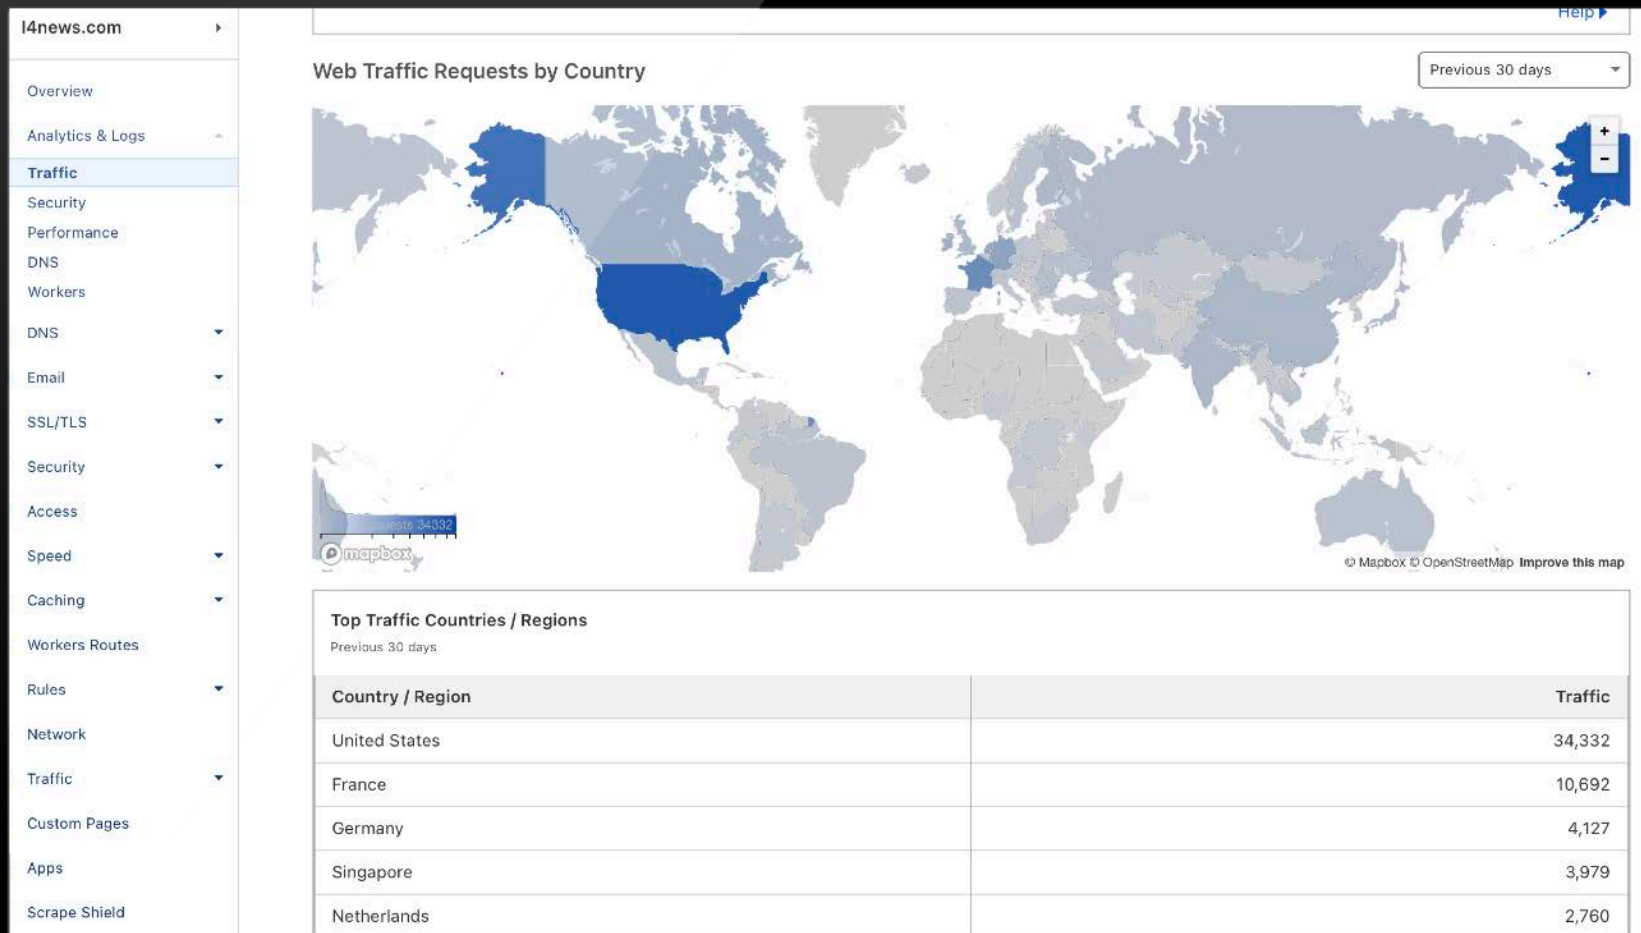 l4news.com
Overview
Analytics & Logs
Traffic
Security
Performance
DNS
Workers
DNS
Email
SSL/TLS
Security
Access
Speed
Caching
Workers Routes
Rules
Network
Traffic
Custom Pages
Apps
Scrape Shield
Help
Web Traffic Requests by Country
Previous 30 days
+
-
34332
mapbox
© Mapbox © OpenStreetMap Improve this map
Top Traffic Countries / Regions
Previous 30 days
Country / Region Traffic
United States 34,332
France 10,692
Germany 4,127
Singapore 3,979
Netherlands 2,760